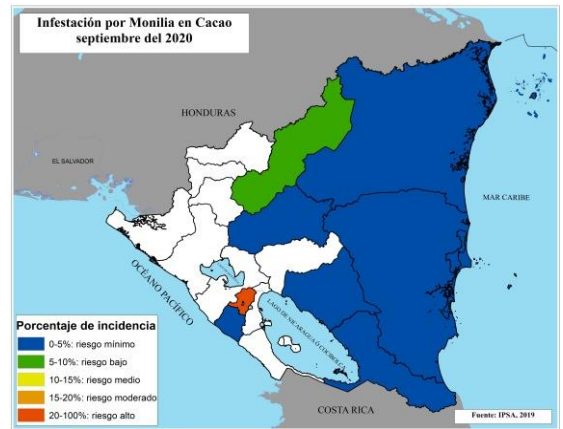 Infestación por Monilia en Cacao
septiembre del 2020
HONDURAS
EL SALVADOR
MAR CARIBE
OCÉANO PACÍFICO
LAGO DE NICARAGUA Ó COCIBOLCA
Porcentaje de incidencia
0-5%: riesgo mínimo
5-10%: riesgo bajo
10-15%: riesgo medio
15-20%: riesgo moderado
20-100%: riesgo alto
COSTA RICA
Fuente: IPSA, 2019